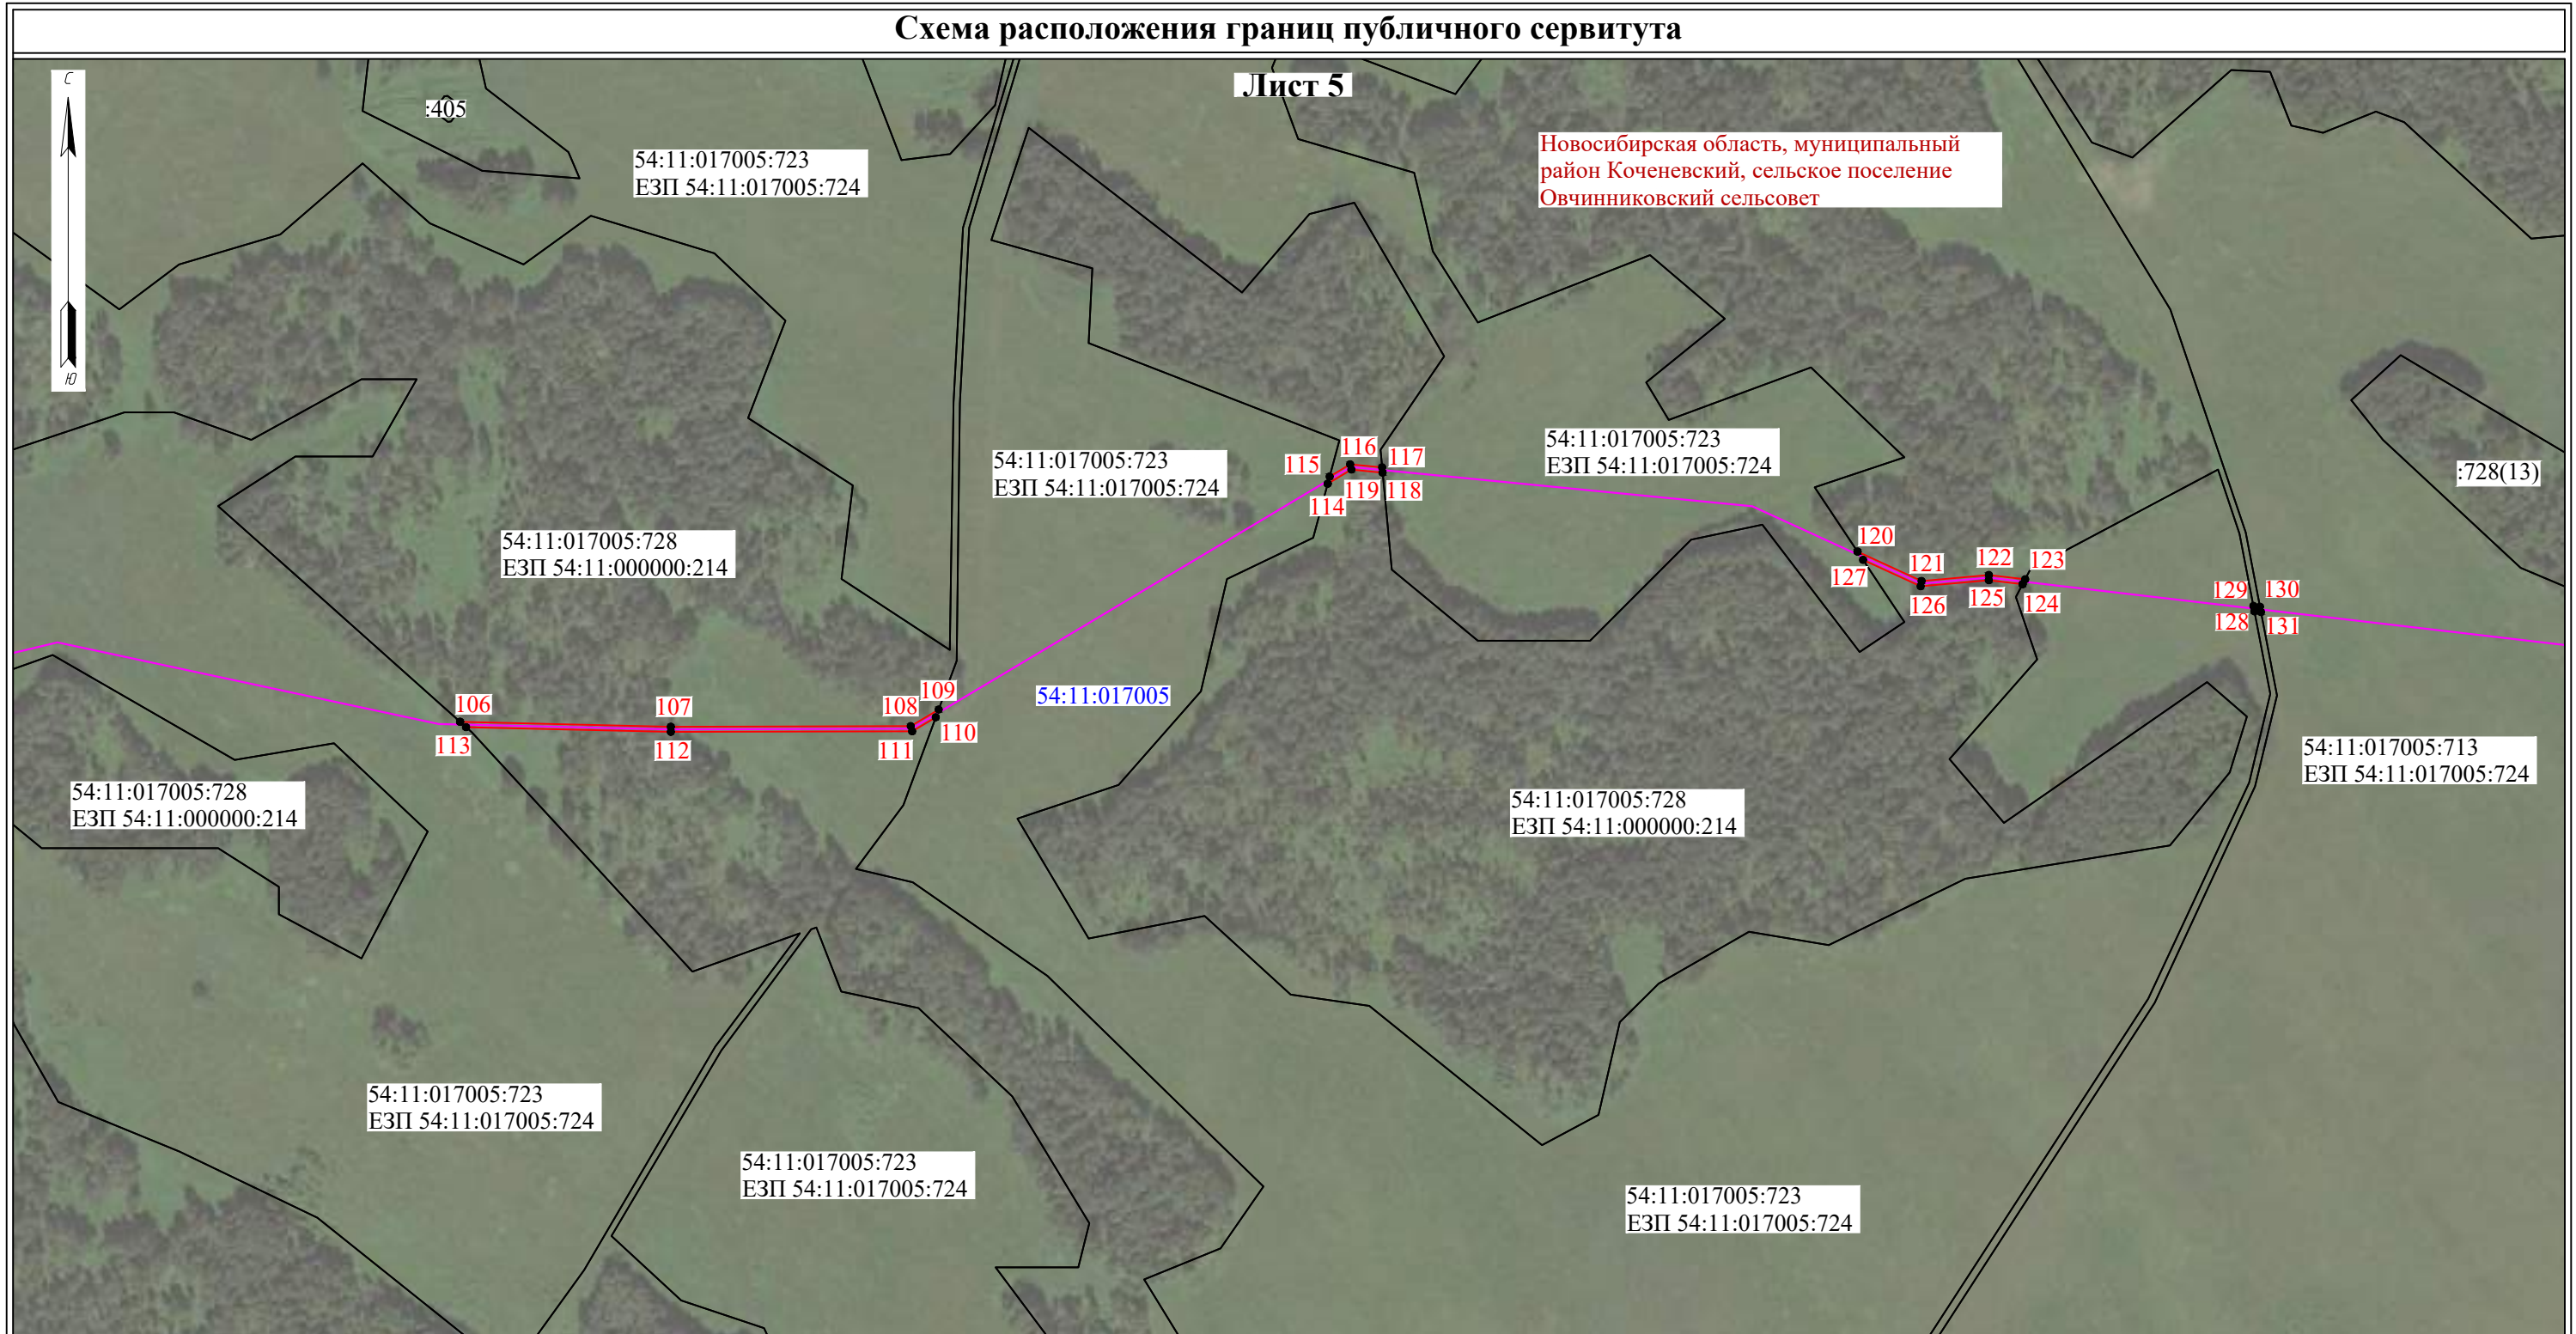 Схема расположения границ публичного сервитута
Лист 5
С
Ю
:405
54:11:017005:723
ЕЗП 54:11:017005:724
Новосибирская область, муниципальный
район Коченевский, сельское поселение
Овчинниковский сельсовет
54:11:017005:723
ЕЗП 54:11:017005:724
115
116
117
114
119
118
54:11:017005:723
ЕЗП 54:11:017005:724
:728(13)
54:11:017005:728
ЕЗП 54:11:000000:214
120
121
122
123
127
126
125
124
129
130
128
131
106
107
108
109
113
112
111
110
54:11:017005
54:11:017005:713
ЕЗП 54:11:017005:724
54:11:017005:728
ЕЗП 54:11:000000:214
54:11:017005:728
ЕЗП 54:11:000000:214
54:11:017005:723
ЕЗП 54:11:017005:724
54:11:017005:723
ЕЗП 54:11:017005:724
54:11:017005:723
ЕЗП 54:11:017005:724